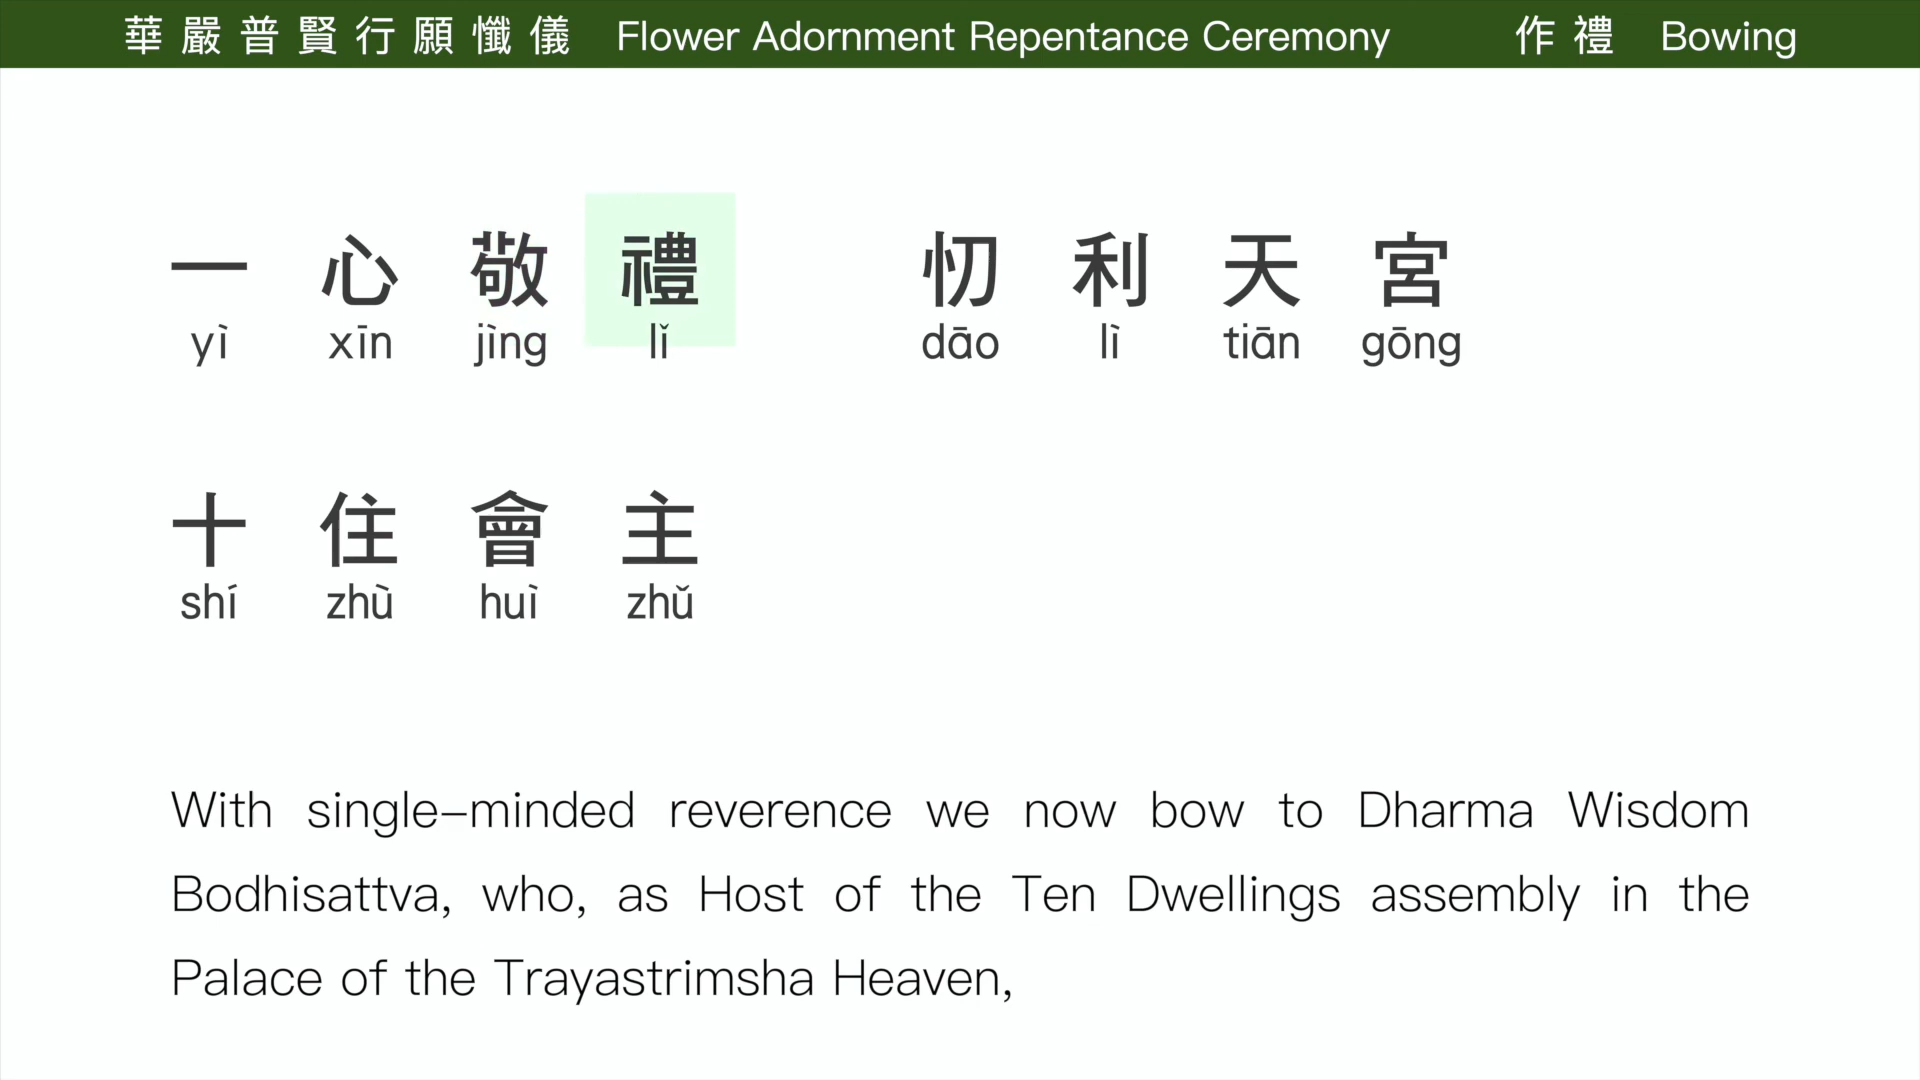 華嚴普賢行願懺儀 Flower Adornment Repentance Ceremony 作禮 Bowing
一心敬禮 忉利天宮
yì xīn jìng lǐ dāo lì tiān gōng
十住會主
shí zhù huì zhǔ
With single-minded reverence we now bow to Dharma Wisdom
Bodhisattva, who, as Host of the Ten Dwellings assembly in the
Palace of the Trayastrimsha Heaven,